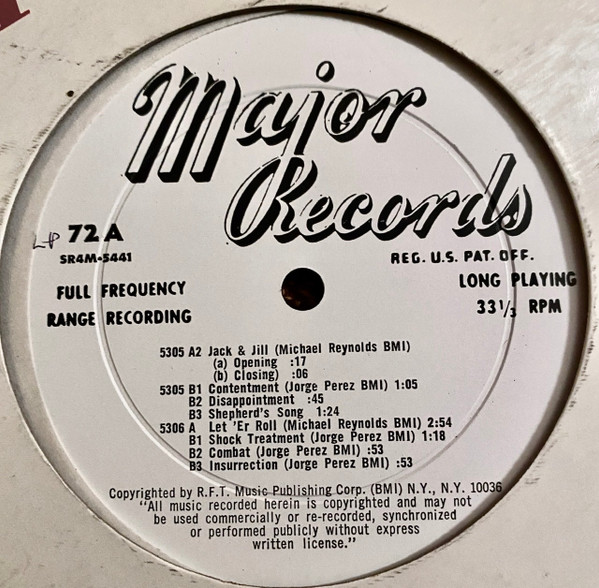 Major
Records
LP 72A
SR4M-5441
REG. U.S. PAT. OFF.
FULL FREQUENCY
RANGE RECORDING
LONG PLAYING
33 1/3 RPM
5305 A2 Jack & Jill (Michael Reynolds BMI)
(a) Opening :17
(b) Closing) :06
5305 B1 Contentment (Jorge Perez BMI) 1:05
B2 Disappointment :45
B3 Shepherd's Song 1:24
5306 A Let 'Er Roll (Michael Reynolds BMI) 2:54
B1 Shock Treatment (Jorge Perez BMI) 1:18
B2 Combat (Jorge Perez BMI) :53
B3 Insurrection (Jorge Perez BMI) :53
Copyrighted by R.F.T. Music Publishing Corp. (BMI) N.Y., N.Y. 10036
"All music recorded herein is copyrighted and may not
be used commercially or re-recorded, synchronized
or performed publicly without express
written license."